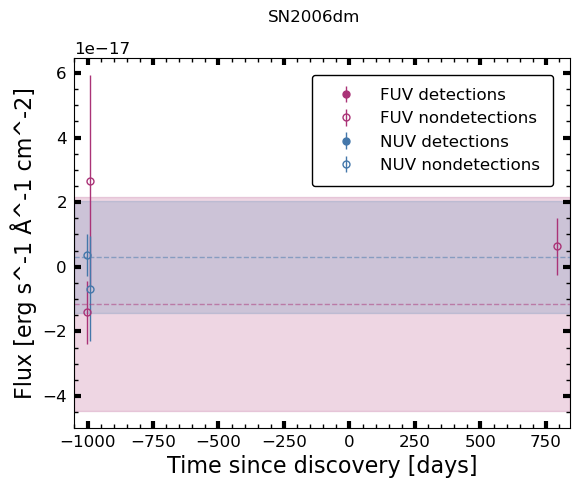 SN2006dm
1e−17
6
4
2
0
−2
−4
Flux [erg s^-1 Å^-1 cm^-2]
FUV detections
FUV nondetections
NUV detections
NUV nondetections
−1000 −750 −500 −250 0 250 500 750
Time since discovery [days]